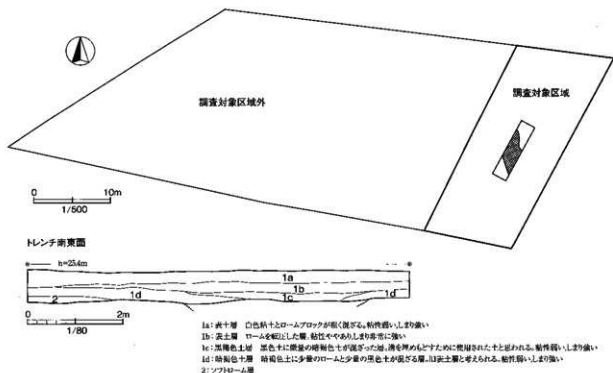 調査対象区域外
調査対象区域
0 10m
1/500
トレンチ南東面
h=25.4m
1a
1b
1d
1c
1d
2
0 2m
1/80
1a:表土層 白色粘土とロームブロックが粗く混ざる。粘性弱い、しまり強い
1b:表土層 ロームを転圧した層。粘性ややありしまり非常に強い
1c:黒褐色土層 黒色土に微量の暗褐色土が混ざった層。溝を埋めもどすために使用された土と思われる。粘性弱い、しまり強い
1d:暗褐色土層 暗褐色土に少量のロームと少量の黒色土が混ざる層。旧表土層と考えられる。粘性弱い、しまり強い
2:ソフトローム層